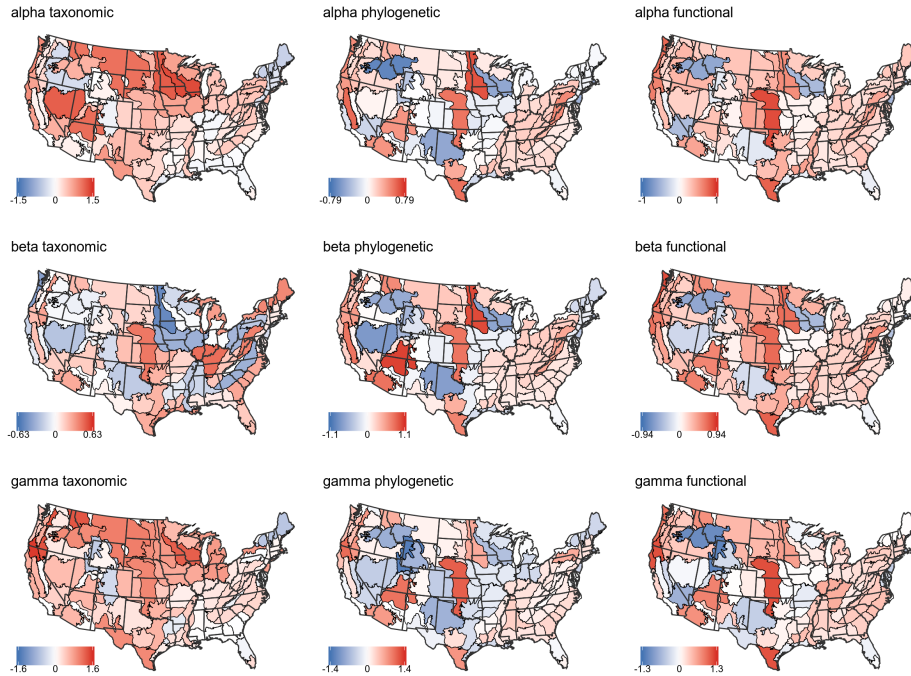 alpha taxonomic
alpha phylogenetic
alpha functional
-1.5 0 1.5
-0.79 0 0.79
-1 0 1
beta taxonomic
beta phylogenetic
beta functional
-0.63 0 0.63
-1.1 0 1.1
-0.94 0 0.94
gamma taxonomic
gamma phylogenetic
gamma functional
-1.6 0 1.6
-1.4 0 1.4
-1.3 0 1.3